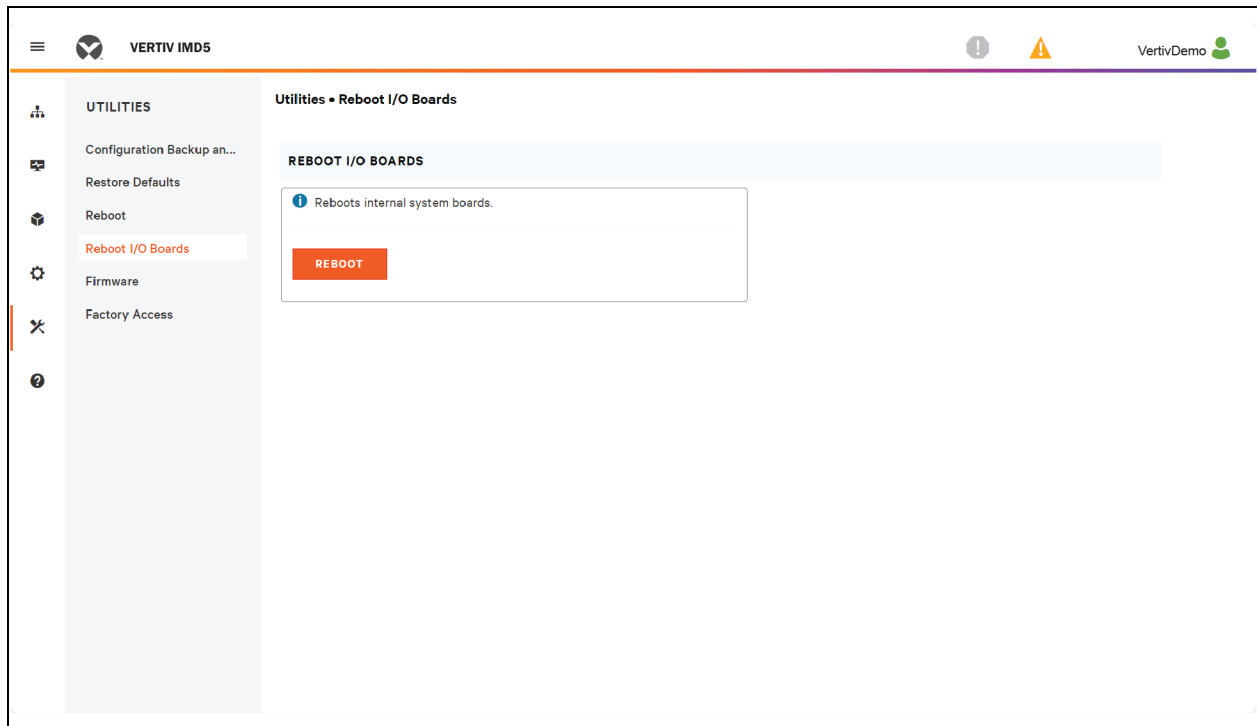 VERTIV IMD5
VertivDemo
UTILITIES
Configuration Backup an...
Restore Defaults
Reboot
Reboot I/O Boards
Firmware
Factory Access
Utilities • Reboot I/O Boards
REBOOT I/O BOARDS
Reboots internal system boards.
REBOOT